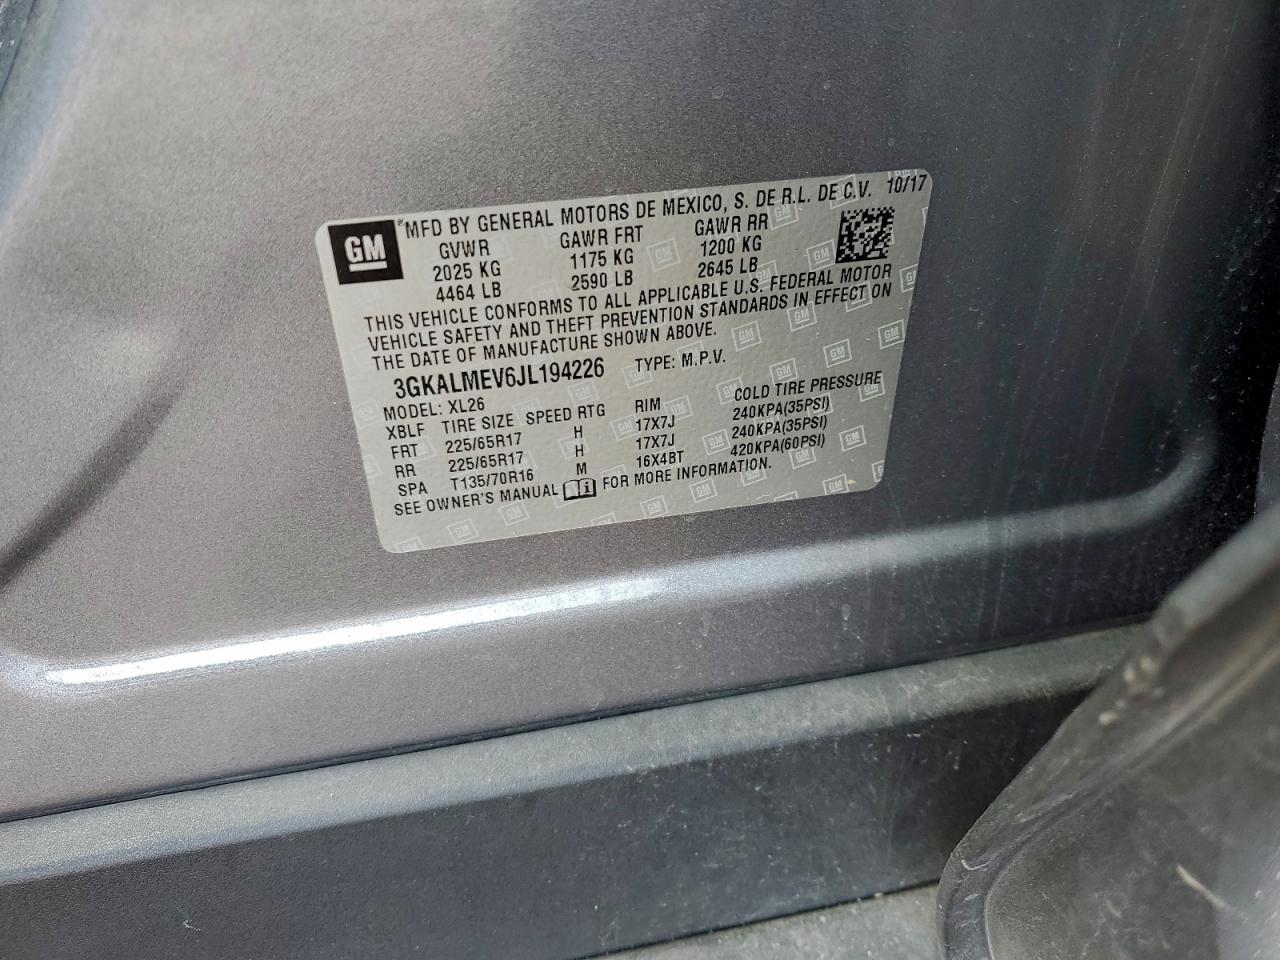 GM
*MFD BY GENERAL MOTORS DE MEXICO, S. DE R.L. DE C.V. 10/17
GVWR GAWR FRT GAWR RR
2025 KG 1175 KG 1200 KG
4464 LB 2590 LB 2645 LB
THIS VEHICLE CONFORMS TO ALL APPLICABLE U.S. FEDERAL MOTOR
VEHICLE SAFETY AND THEFT PREVENTION STANDARDS IN EFFECT ON
THE DATE OF MANUFACTURE SHOWN ABOVE.
3GKALMEV6JL194226 TYPE: M.P.V.
MODEL: XL26
XBLF TIRE SIZE SPEED RTG RIM COLD TIRE PRESSURE
FRT 225/65R17 H 17X7J 240KPA(35PSI)
RR 225/65R17 H 17X7J 240KPA(35PSI)
SPA T135/70R16 M 16X4BT 420KPA(60PSI)
SEE OWNER'S MANUAL FOR MORE INFORMATION.